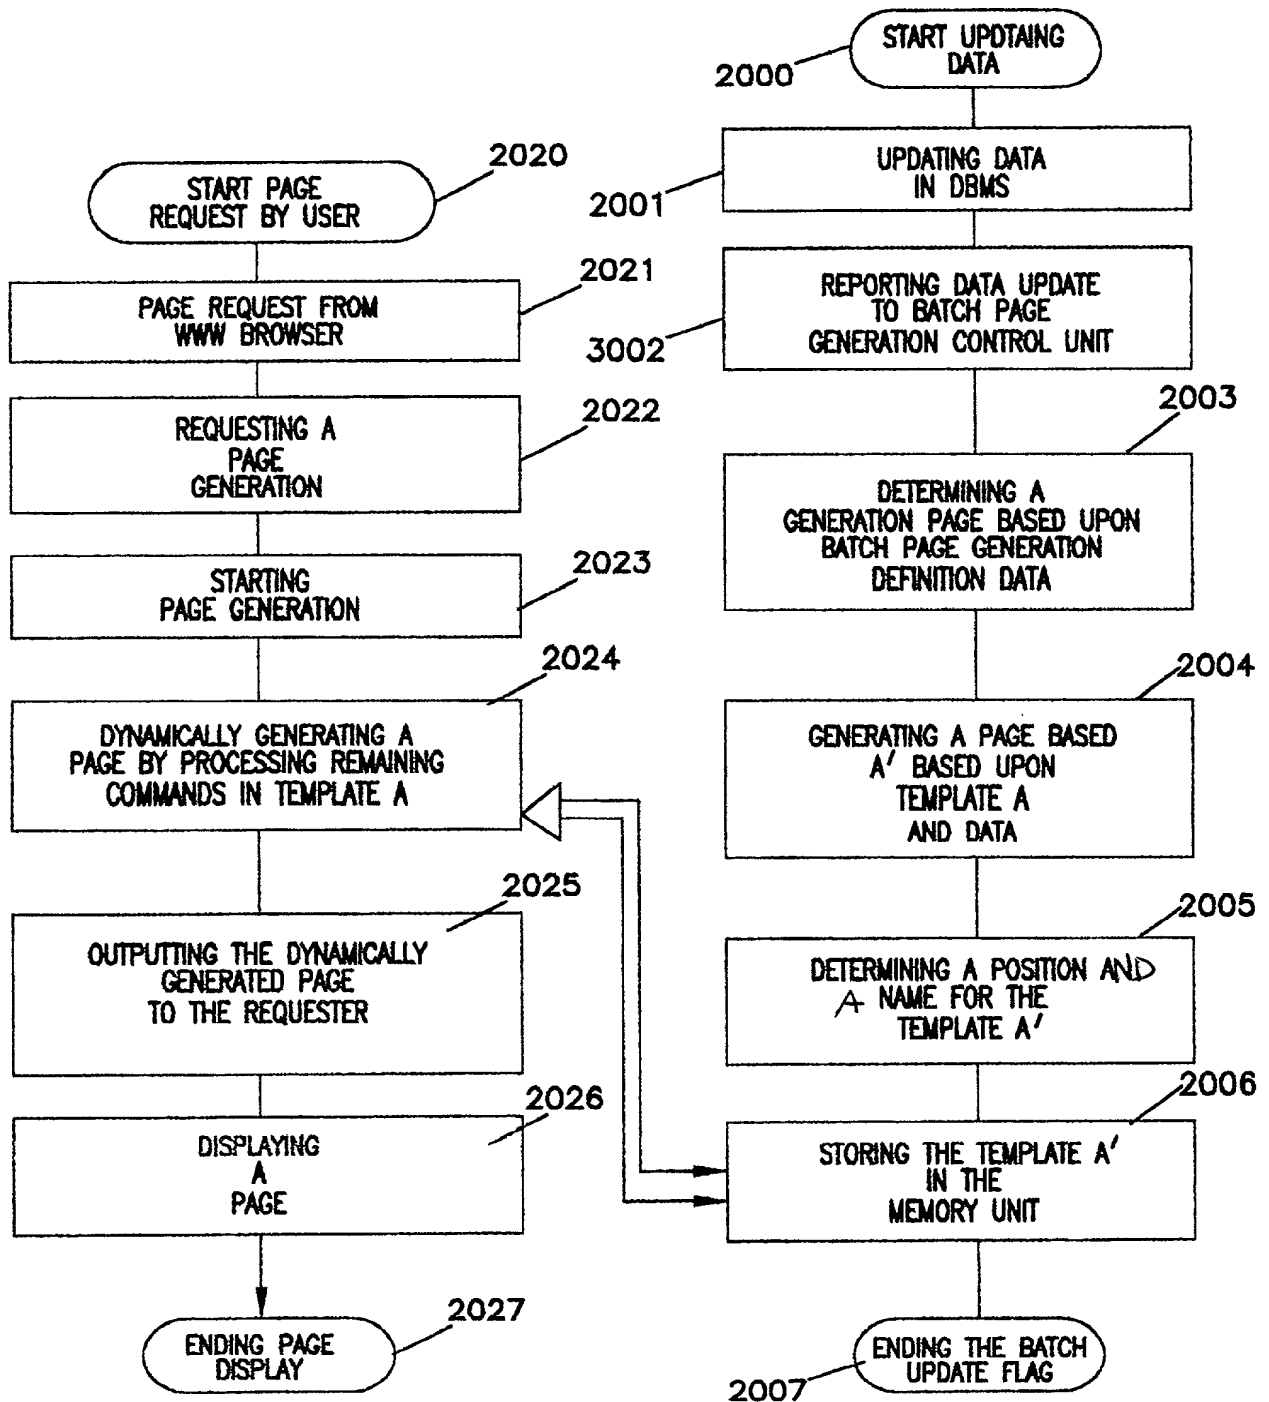 2020
START PAGE
REQUEST BY USER
2021
PAGE REQUEST FROM
WWW BROWSER
2022
REQUESTING A
PAGE
GENERATION
2023
STARTING
PAGE GENERATION
2024
DYNAMICALLY GENERATING A
PAGE BY PROCESSING REMAINING
COMMANDS IN TEMPLATE A
2025
OUTPUTTING THE DYNAMICALLY
GENERATED PAGE
TO THE REQUESTER
2026
DISPLAYING
A
PAGE
2027
ENDING PAGE
DISPLAY
START UPDTAING
DATA
2000
UPDATING DATA
IN DBMS
2001
REPORTING DATA UPDATE
TO BATCH PAGE
GENERATION CONTROL UNIT
3002
2003
DETERMINING A
GENERATION PAGE BASED UPON
BATCH PAGE GENERATION
DEFINITION DATA
2004
GENERATING A PAGE BASED
A' BASED UPON
TEMPLATE A
AND DATA
2005
DETERMINING A POSITION AND
A NAME FOR THE
TEMPLATE A'
2006
STORING THE TEMPLATE A'
IN THE
MEMORY UNIT
ENDING THE BATCH
UPDATE FLAG
2007